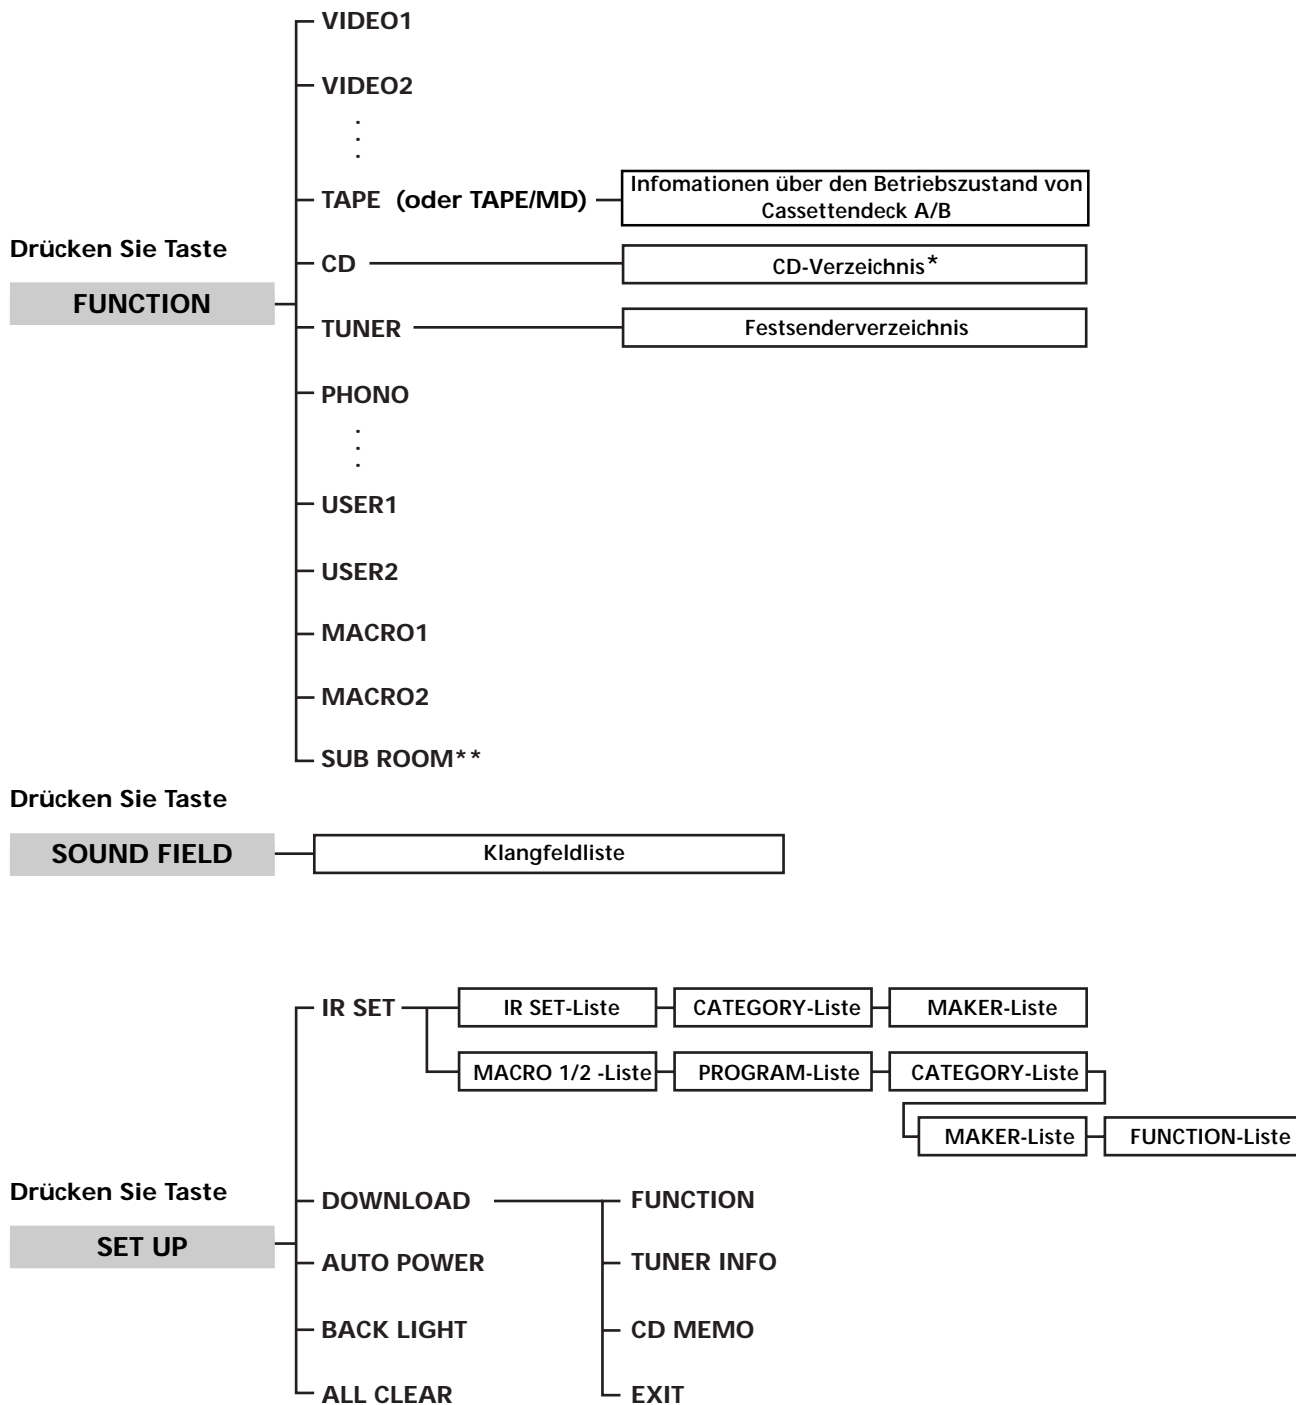 VIDEO1
VIDEO2
TAPE (oder TAPE/MD)
Infomationen über den Betriebszustand von
Cassettendeck A/B
Drücken Sie Taste
FUNCTION
CD
CD-Verzeichnis*
TUNER
Festsenderverzeichnis
PHONO
USER1
USER2
MACRO1
MACRO2
SUB ROOM**
Drücken Sie Taste
SOUND FIELD
Klangfeldliste
IR SET
IR SET-Liste
CATEGORY-Liste
MAKER-Liste
MACRO 1/2 -Liste
PROGRAM-Liste
CATEGORY-Liste
MAKER-Liste
FUNCTION-Liste
Drücken Sie Taste
SET UP
DOWNLOAD
FUNCTION
AUTO POWER
TUNER INFO
BACK LIGHT
CD MEMO
ALL CLEAR
EXIT